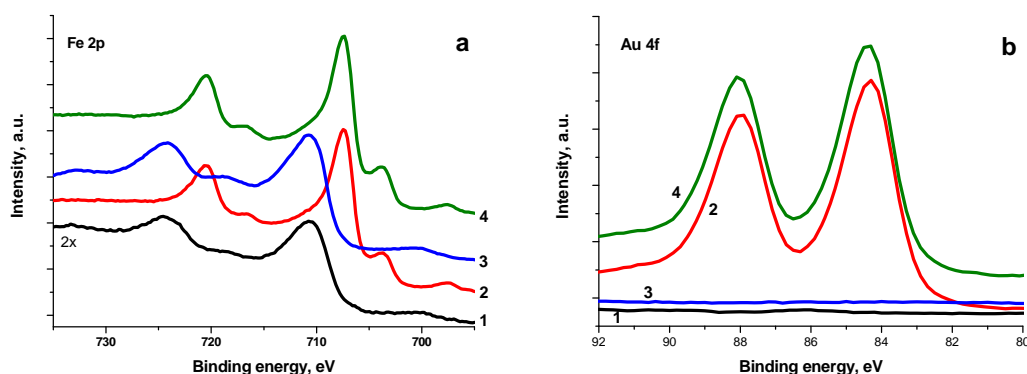 Fe 2p
a
4
3
2
1
2x
Intensity, a.u.
730
720
710
700
Binding energy, eV
Au 4f
b
4
2
3
1
Intensity, a.u.
92
90
88
86
84
82
80
Binding energy, eV